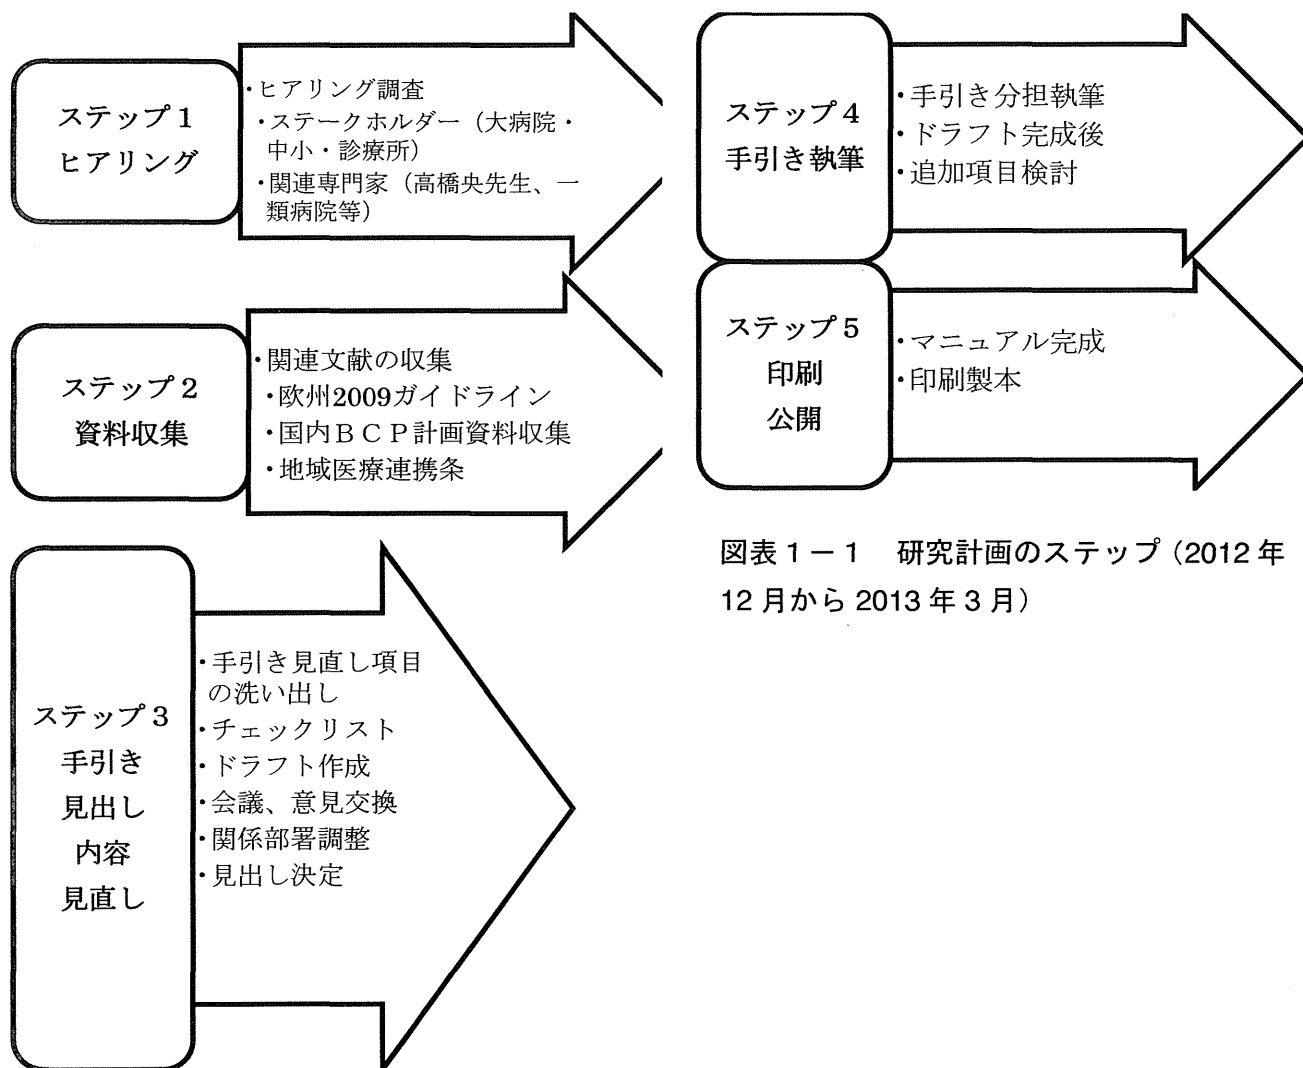 ステップ1
ヒアリング
・ヒアリング調査
・ステークホルダー（大病院・
中小・診療所）
・関連専門家（高橋央先生、一
類病院等）
ステップ2
資料収集
・関連文献の収集
・欧州2009ガイドライン
・国内ＢＣＰ計画資料収集
・地域医療連携条
ステップ3
手引き
見出し
内容
見直し
・手引き見直し項目
の洗い出し
・チェックリスト
・ドラフト作成
・会議、意見交換
・関係部署調整
・見出し決定
ステップ4
手引き執筆
・手引き分担執筆
・ドラフト完成後
・追加項目検討
ステップ5
印刷
公開
・マニュアル完成
・印刷製本
図表１－１　研究計画のステップ（2012 年
12 月から 2013 年 3 月）